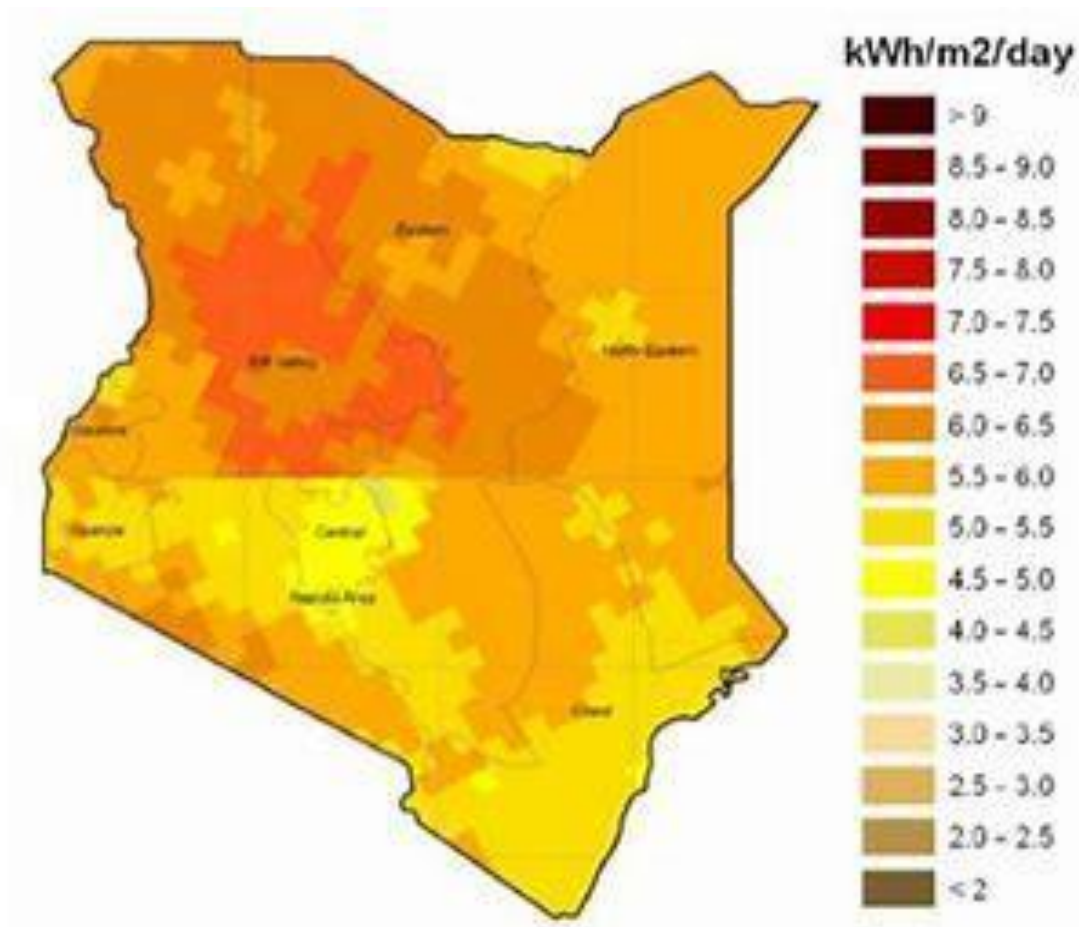 kWh/m2/day
> 9
8.5 - 9.0
8.0 - 8.5
7.5 - 8.0
7.0 - 7.5
6.5 - 7.0
6.0 - 6.5
5.5 - 6.0
5.0 - 5.5
4.5 - 5.0
4.0 - 4.5
3.5 - 4.0
3.0 - 3.5
2.5 - 3.0
2.0 - 2.5
< 2
Eastern
Rift Valley
North-Eastern
Nyanza
Central
Nairobi Area
Coast